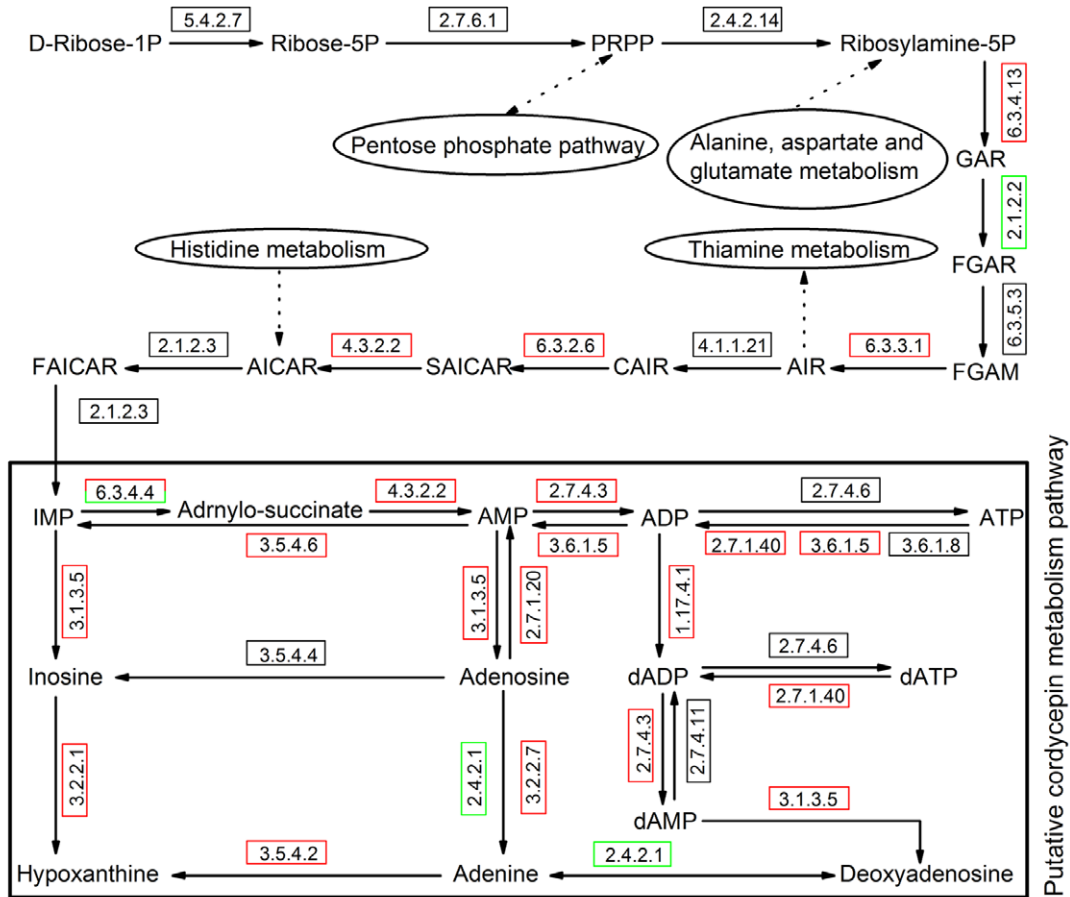 5.4.2.7
2.7.6.1
2.4.2.14
D-Ribose-1P
Ribose-5P
PRPP
Ribosylamine-5P
6.3.4.13
Pentose phosphate pathway
Alanine, aspartate and
glutamate metabolism
GAR
2.1.2.2
Histidine metabolism
Thiamine metabolism
FGAR
6.3.5.3
2.1.2.3
4.3.2.2
6.3.2.6
4.1.1.21
6.3.3.1
FAICAR
AICAR
SAICAR
CAIR
AIR
FGAM
2.1.2.3
Putative cordycepin metabolism pathway
6.3.4.4
4.3.2.2
2.7.4.3
2.7.4.6
IMP
Adrnylo-succinate
AMP
ADP
ATP
3.5.4.6
3.6.1.5
2.7.1.40
3.6.1.5
3.6.1.8
3.1.3.5
3.1.3.5
2.7.1.20
1.17.4.1
3.5.4.4
2.7.4.6
Inosine
Adenosine
dADP
dATP
2.7.1.40
3.2.2.1
2.4.2.1
3.2.2.7
2.7.4.3
2.7.4.11
dAMP
3.1.3.5
3.5.4.2
2.4.2.1
Hypoxanthine
Adenine
Deoxyadenosine